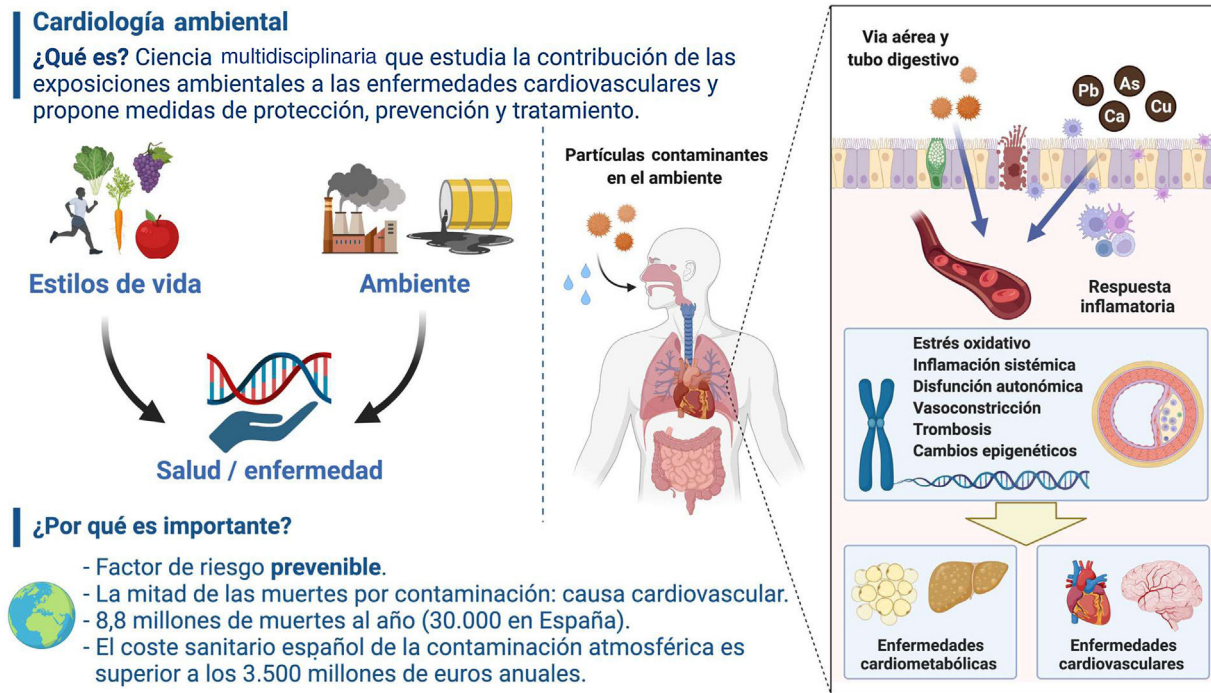 Cardiología ambiental
¿Qué es? Ciencia multidisciplinaria que estudia la contribución de las
exposiciones ambientales a las enfermedades cardiovasculares y
propone medidas de protección, prevención y tratamiento.
Estilos de vida
Ambiente
Salud / enfermedad
Partículas contaminantes
en el ambiente
¿Por qué es importante?
- Factor de riesgo prevenible.
- La mitad de las muertes por contaminación: causa cardiovascular.
- 8,8 millones de muertes al año (30.000 en España).
- El coste sanitario español de la contaminación atmosférica es
superior a los 3.500 millones de euros anuales.
Via aérea y
tubo digestivo
Pb
As
Ca
Cu
Respuesta
inflamatoria
Estrés oxidativo
Inflamación sistémica
Disfunción autonómica
Vasoconstricción
Trombosis
Cambios epigenéticos
Enfermedades
cardiometabólicas
Enfermedades
cardiovasculares